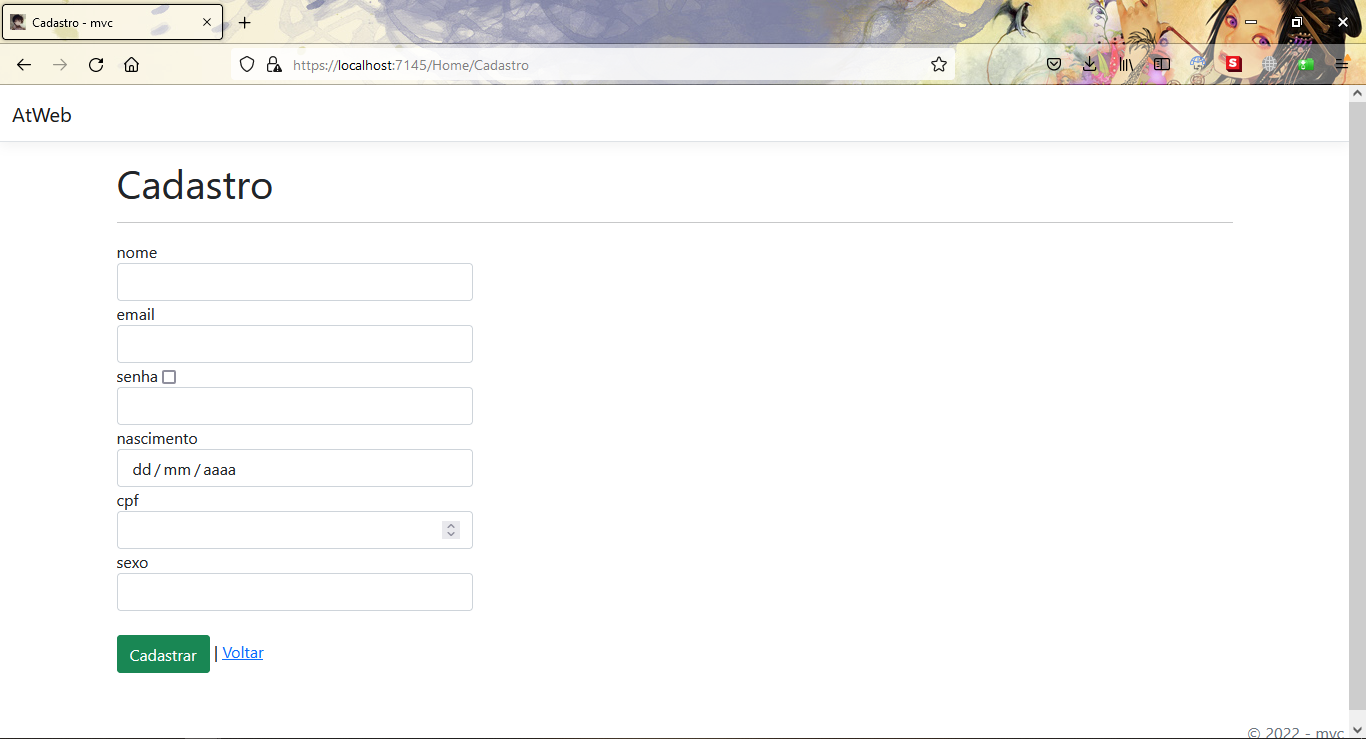 Cadastro - mvc
https://localhost:7145/Home/Cadastro
AtWeb
Cadastro
nome
email
senha
nascimento
dd / mm / aaaa
cpf
sexo
Cadastrar | Voltar
© 2022 - mvc